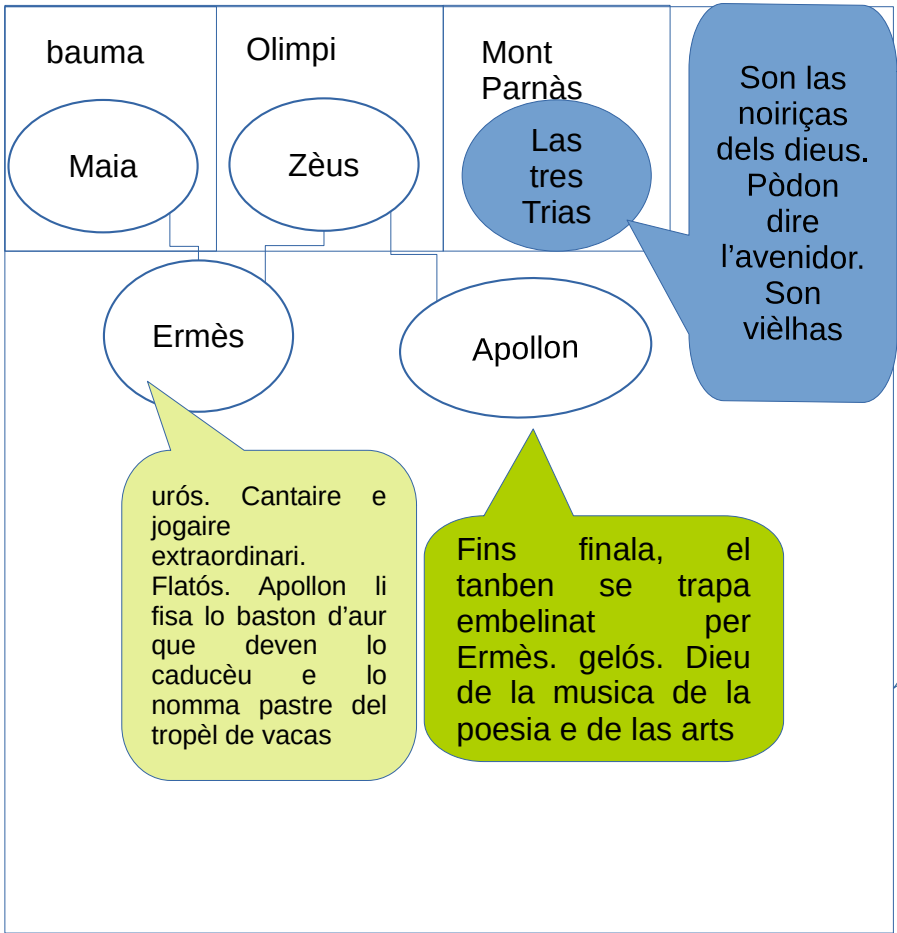 bauma
Olimpi
Mont
Parnàs
Maia
Zèus
Las
tres
Trias
Son las
noiriças
dels dieus.
Pòdon
dire
l’avenidor.
Son
vièlhas
Ermès
Apollon
urós. Cantaire e
jogaire
extraordinari.
Flatós. Apollon li
fisa lo baston d'aur
que deven lo
caducèu e lo
nomma pastre del
tropèl de vacas
Fins finala, el
tanben se trapa
embelinat per
Ermès. gelós. Dieu
de la musica de la
poesia e de las arts